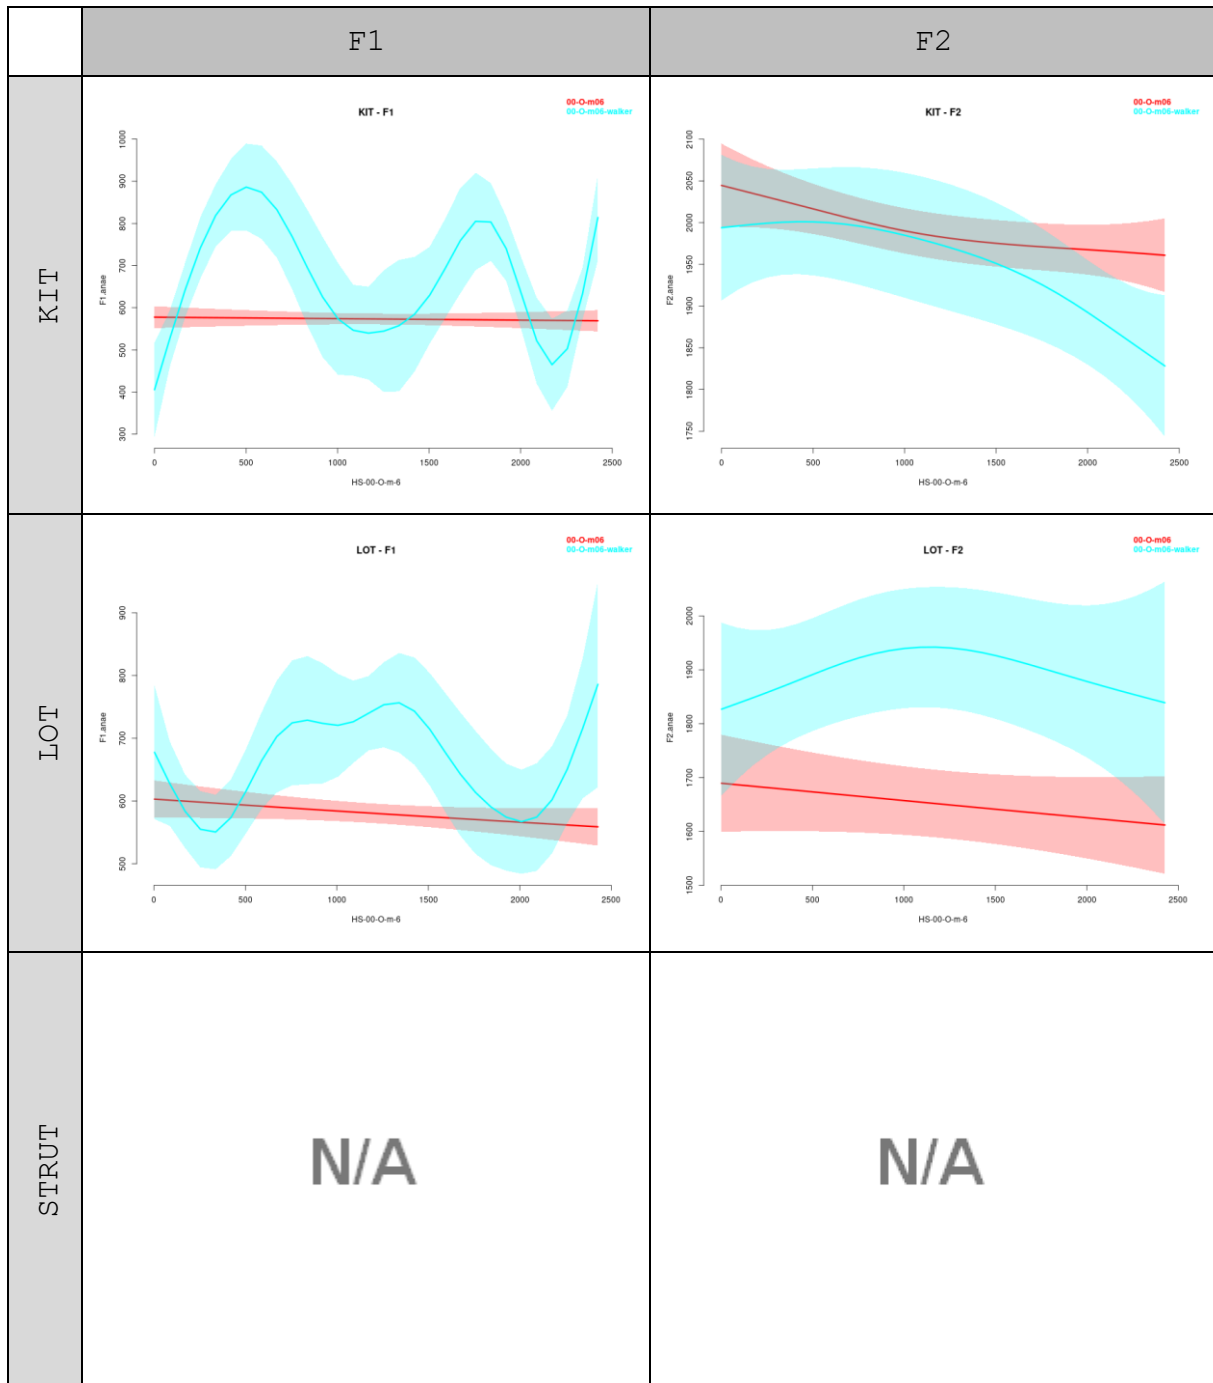 F1
F2
KIT
KIT - F1
00-O-m06
00-O-m06-walker
F1.anae
1000
900
800
700
600
500
400
300
0
500
1000
1500
2000
2500
HS-00-O-m-6
KIT - F2
00-O-m06
00-O-m06-walker
F2.anae
2100
2050
2000
1950
1900
1850
1800
1750
0
500
1000
1500
2000
2500
HS-00-O-m-6
LOT
LOT - F1
00-O-m06
00-O-m06-walker
F1.anae
900
800
700
600
500
0
500
1000
1500
2000
2500
HS-00-O-m-6
LOT - F2
00-O-m06
00-O-m06-walker
F2.anae
2000
1900
1800
1700
1600
1500
0
500
1000
1500
2000
2500
HS-00-O-m-6
STRUT
N/A
N/A